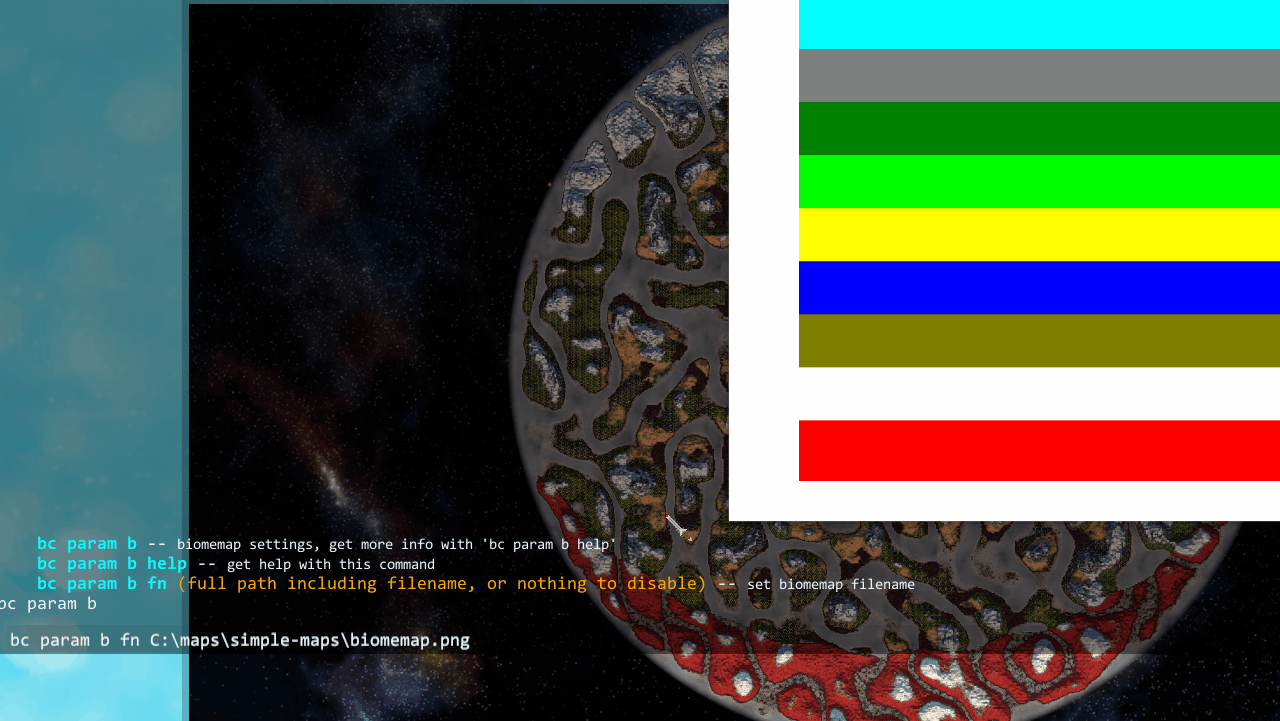 bc param b -- biomemap settings, get more info with 'bc param b help'
bc param b help -- get help with this command
bc param b fn (full path including filename, or nothing to disable) -- set biomemap filename
bc param b
bc param b fn C:\maps\simple-maps\biomemap.png